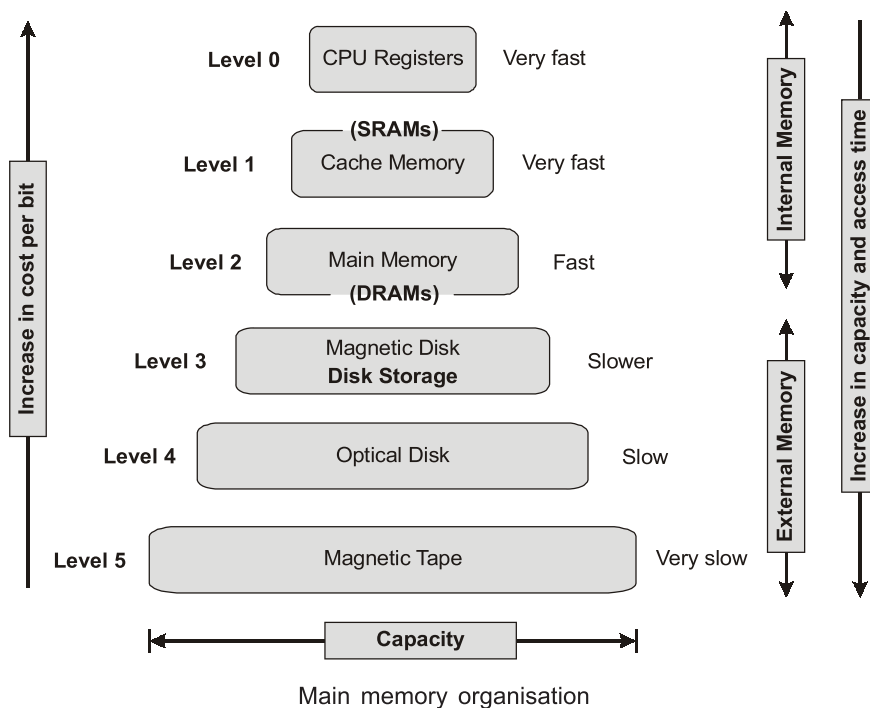 Level 0
CPU Registers
Very fast
(SRAMs)
Level 1
Cache Memory
Very fast
Level 2
Main Memory
Fast
(DRAMs)
Level 3
Magnetic Disk
Disk Storage
Slower
Level 4
Optical Disk
Slow
Level 5
Magnetic Tape
Very slow
Increase in cost per bit
Internal Memory
External Memory
Increase in capacity and access time
Capacity
Main memory organisation